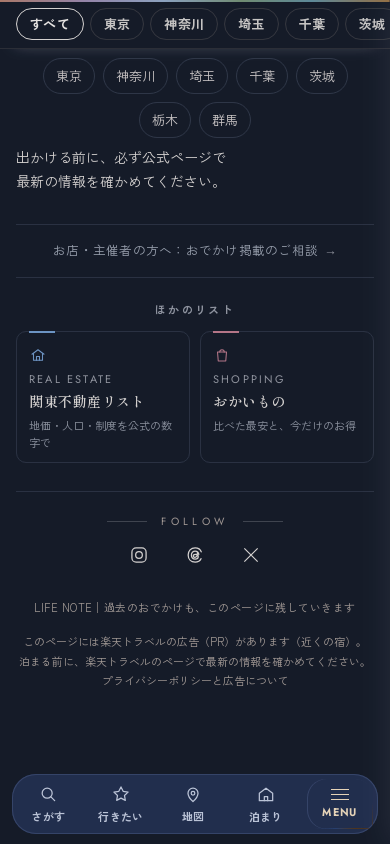 すべて 東京 神奈川 埼玉 千葉 茨城
東京 神奈川 埼玉 千葉 茨城
栃木 群馬
出かける前に、必ず公式ページで
最新の情報を確かめてください。
お店・主催者の方へ：おでかけ掲載のご相談 →
ほかのリスト
REAL ESTATE
関東不動産リスト
地価・人口・制度を公式の数
字で
SHOPPING
おかいもの
比べた最安と、今だけのお得
FOLLOW
LIFE NOTE｜過去のおでかけも、このページに残していきます
このページには楽天トラベルの広告（PR）があります（近くの宿）。
泊まる前に、楽天トラベルのページで最新の情報を確かめてください。
プライバシーポリシーと広告について
さがす 行きたい 地図 泊まり MENU